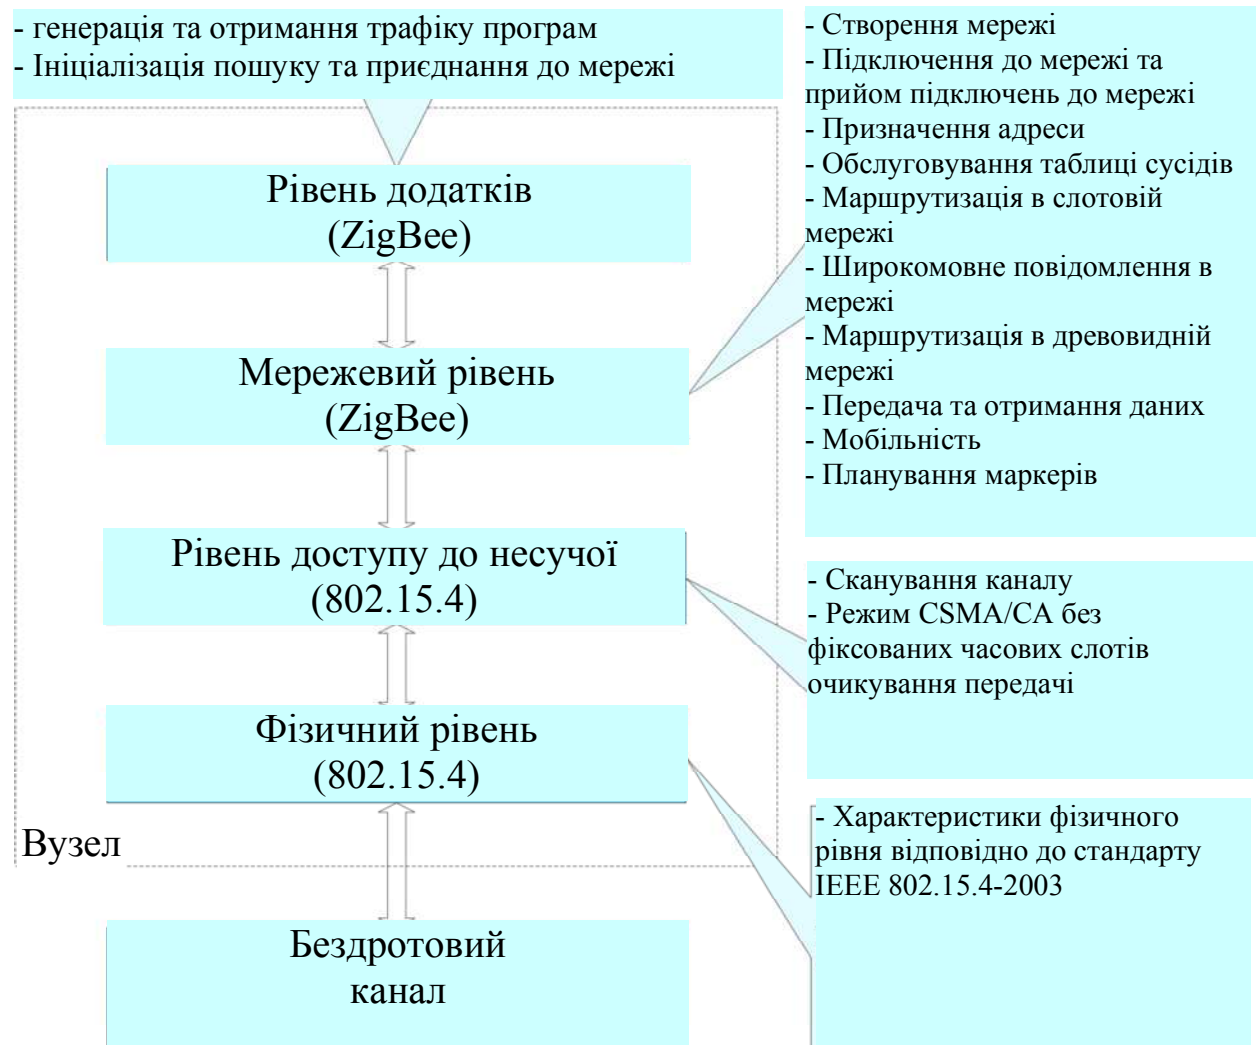 - генерація та отримання трафіку програм
- Ініціалізація пошуку та приєднання до мережі
Рівень додатків
(ZigBee)
Мережевий рівень
(ZigBee)
Рівень доступу до несучої
(802.15.4)
Фізичний рівень
(802.15.4)
Вузел
Бездротовий
канал
- Створення мережі
- Підключення до мережі та
прийом підключень до мережі
- Призначення адреси
- Обслуговування таблиці сусідів
- Маршрутизація в слотовій
мережі
- Широкомовне повідомлення в
мережі
- Маршрутизація в древовидній
мережі
- Передача та отримання даних
- Мобільність
- Планування маркерів
- Сканування каналу
- Режим CSMA/CA без
фіксованих часових слотів
очикування передачі
- Характеристики фізичного
рівня відповідно до стандарту
IEEE 802.15.4-2003